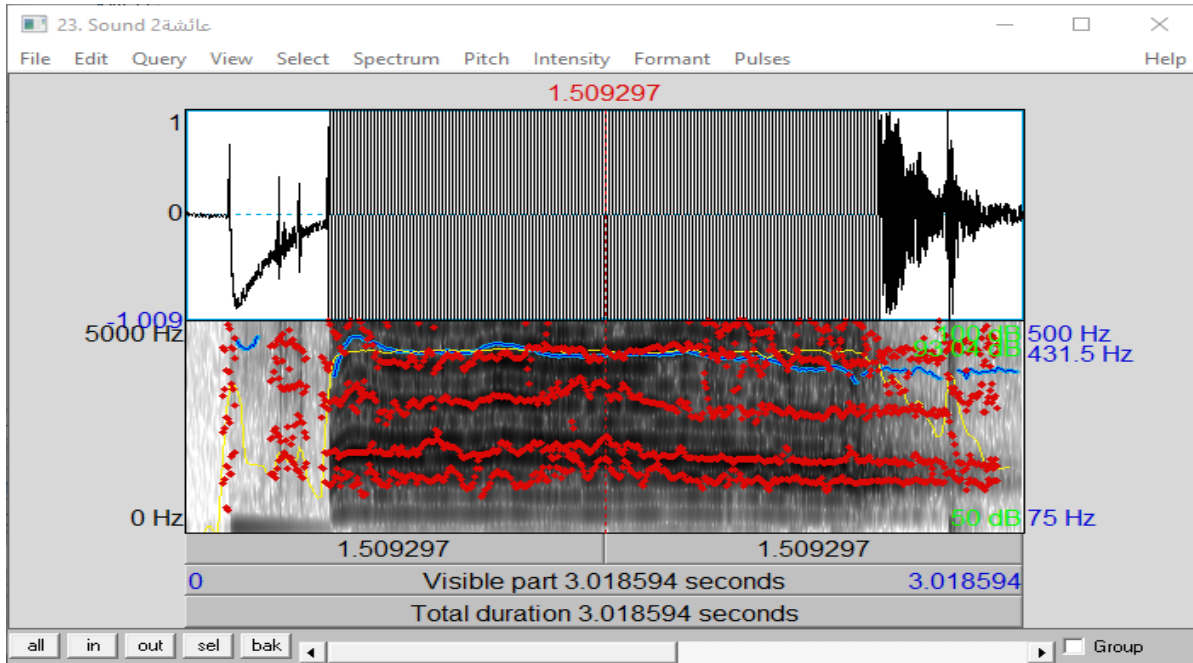 23. Sound 2عائشة
File Edit Query View Select Spectrum Pitch Intensity Formant Pulses Help
1.509297
1
0
-1.009
5000 Hz 100 dB 500 Hz
431.5 Hz
0 Hz 50 dB 75 Hz
1.509297 1.509297
0 Visible part 3.018594 seconds 3.018594
Total duration 3.018594 seconds
all in out sel bak Group